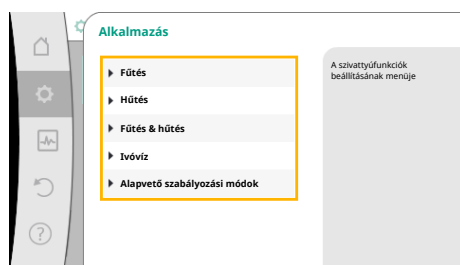 Alkalmazás
Fűtés
Hűtés
Fűtés & hűtés
Ivóvíz
Alapvető szabályozási módok
A szivattyúfunkciók
beállításának menüje
?